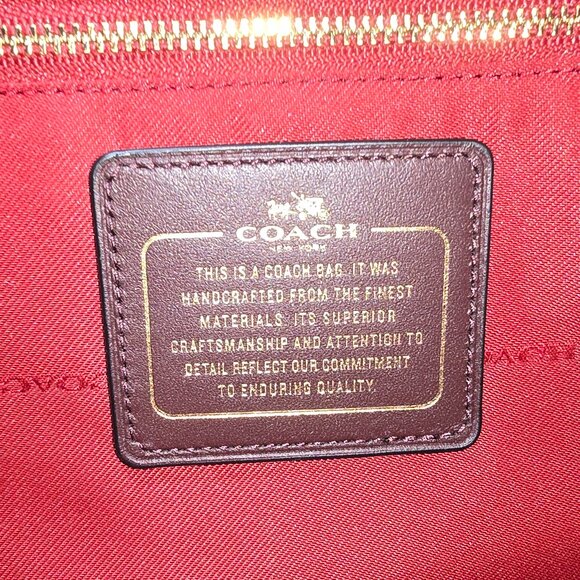 COACH
NEW YORK
THIS IS A COACH BAG. IT WAS
HANDCRAFTED FROM THE FINEST
MATERIALS. ITS SUPERIOR
CRAFTSMANSHIP AND ATTENTION TO
DETAIL REFLECT OUR COMMITMENT
TO ENDURING QUALITY.
COACH